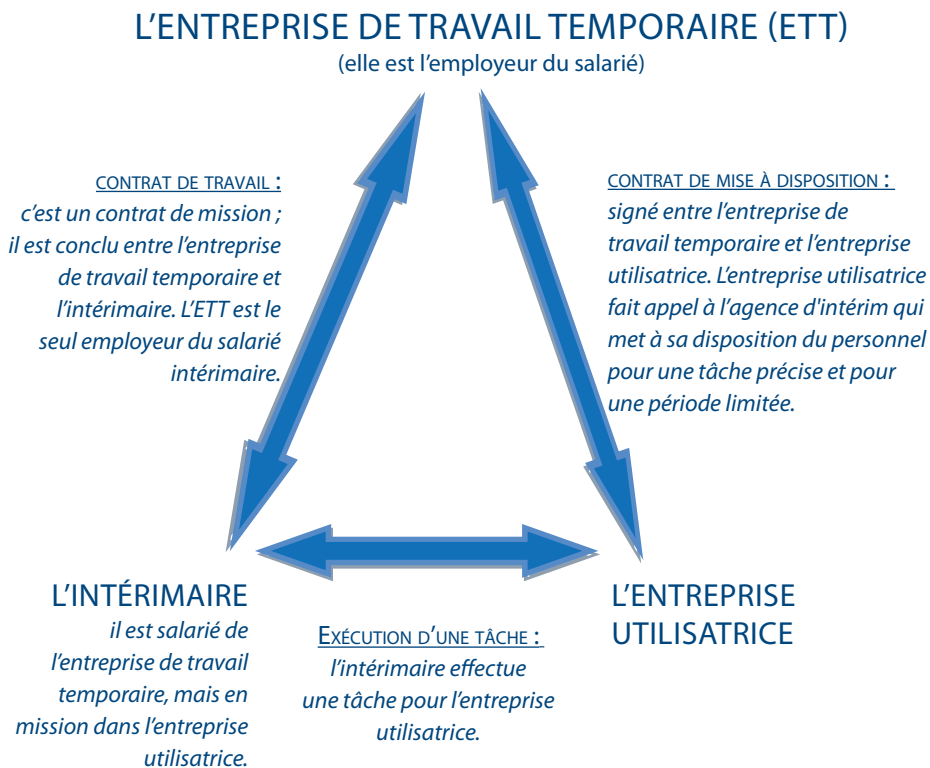 L’ENTREPRISE DE TRAVAIL TEMPORAIRE (ETT)
(elle est l’employeur du salarié)
CONTRAT DE TRAVAIL :
c’est un contrat de mission ;
il est conclu entre l’entreprise
de travail temporaire et
l’intérimaire. L’ETT est le
seul employeur du salarié
intérimaire.
CONTRAT DE MISE À DISPOSITION :
signé entre l’entreprise de
travail temporaire et l’entreprise
utilisatrice. L’entreprise utilisatrice
fait appel à l’agence d'intérim qui
met à sa disposition du personnel
pour une tâche précise et pour
une période limitée.
L’INTÉRIMAIRE
il est salarié de
l’entreprise de travail
temporaire, mais en
mission dans l’entreprise
utilisatrice.
EXÉCUTION D’UNE TÂCHE :
l’intérimaire effectue
une tâche pour l’entreprise
utilisatrice.
L’ENTREPRISE
UTILISATRICE